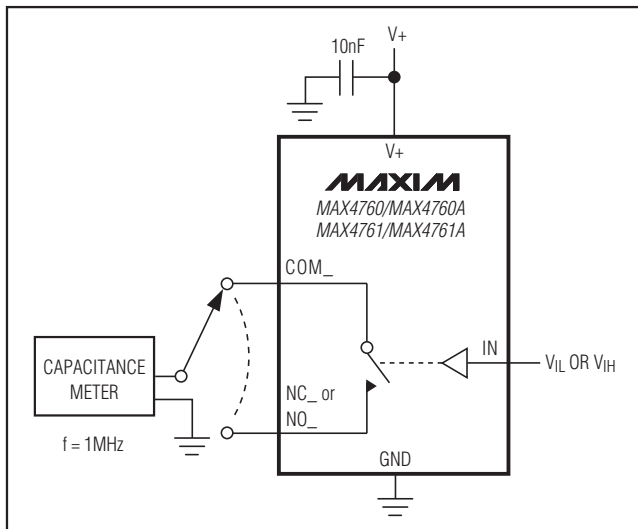 V+
10nF
V+
MAXIM
MAX4760/MAX4760A
MAX4761/MAX4761A
COM_
IN
VIL OR VIH
CAPACITANCE
METER
NC_ or
NO_
f = 1MHz
GND